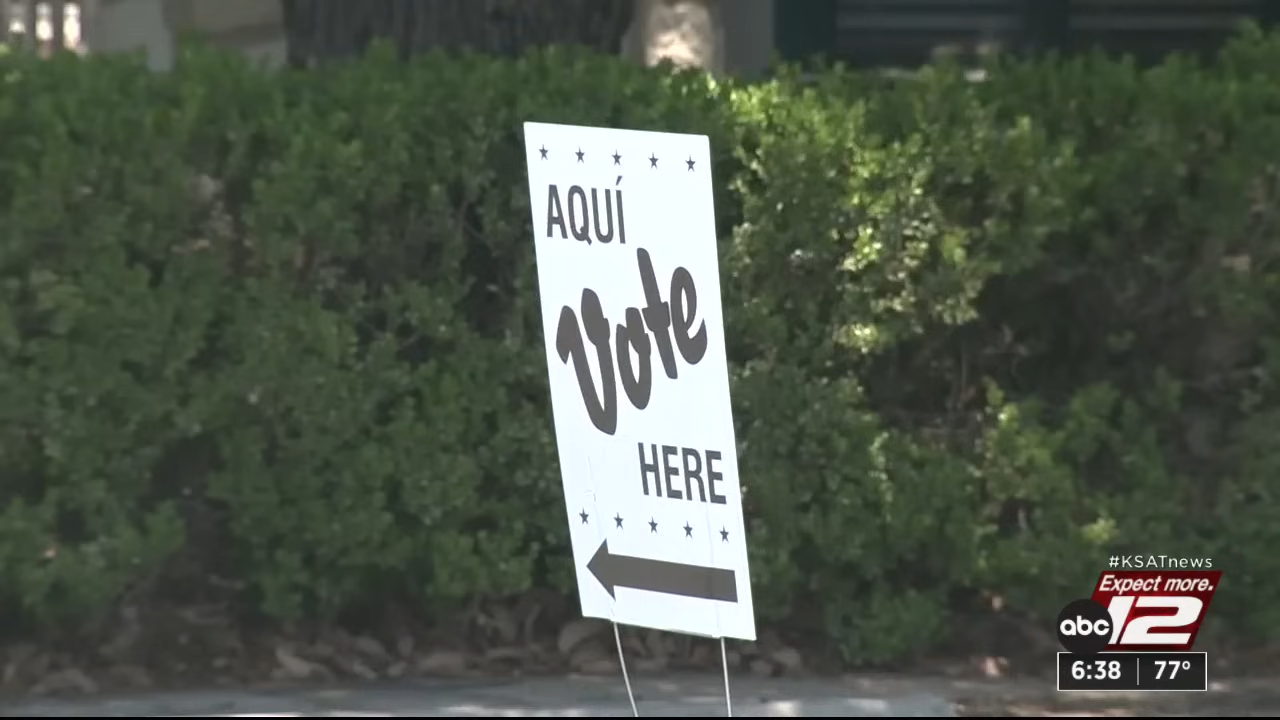 AQUÍ
Vote
HERE
#KSATnews
Expect more.
abc 12
6:38 77°